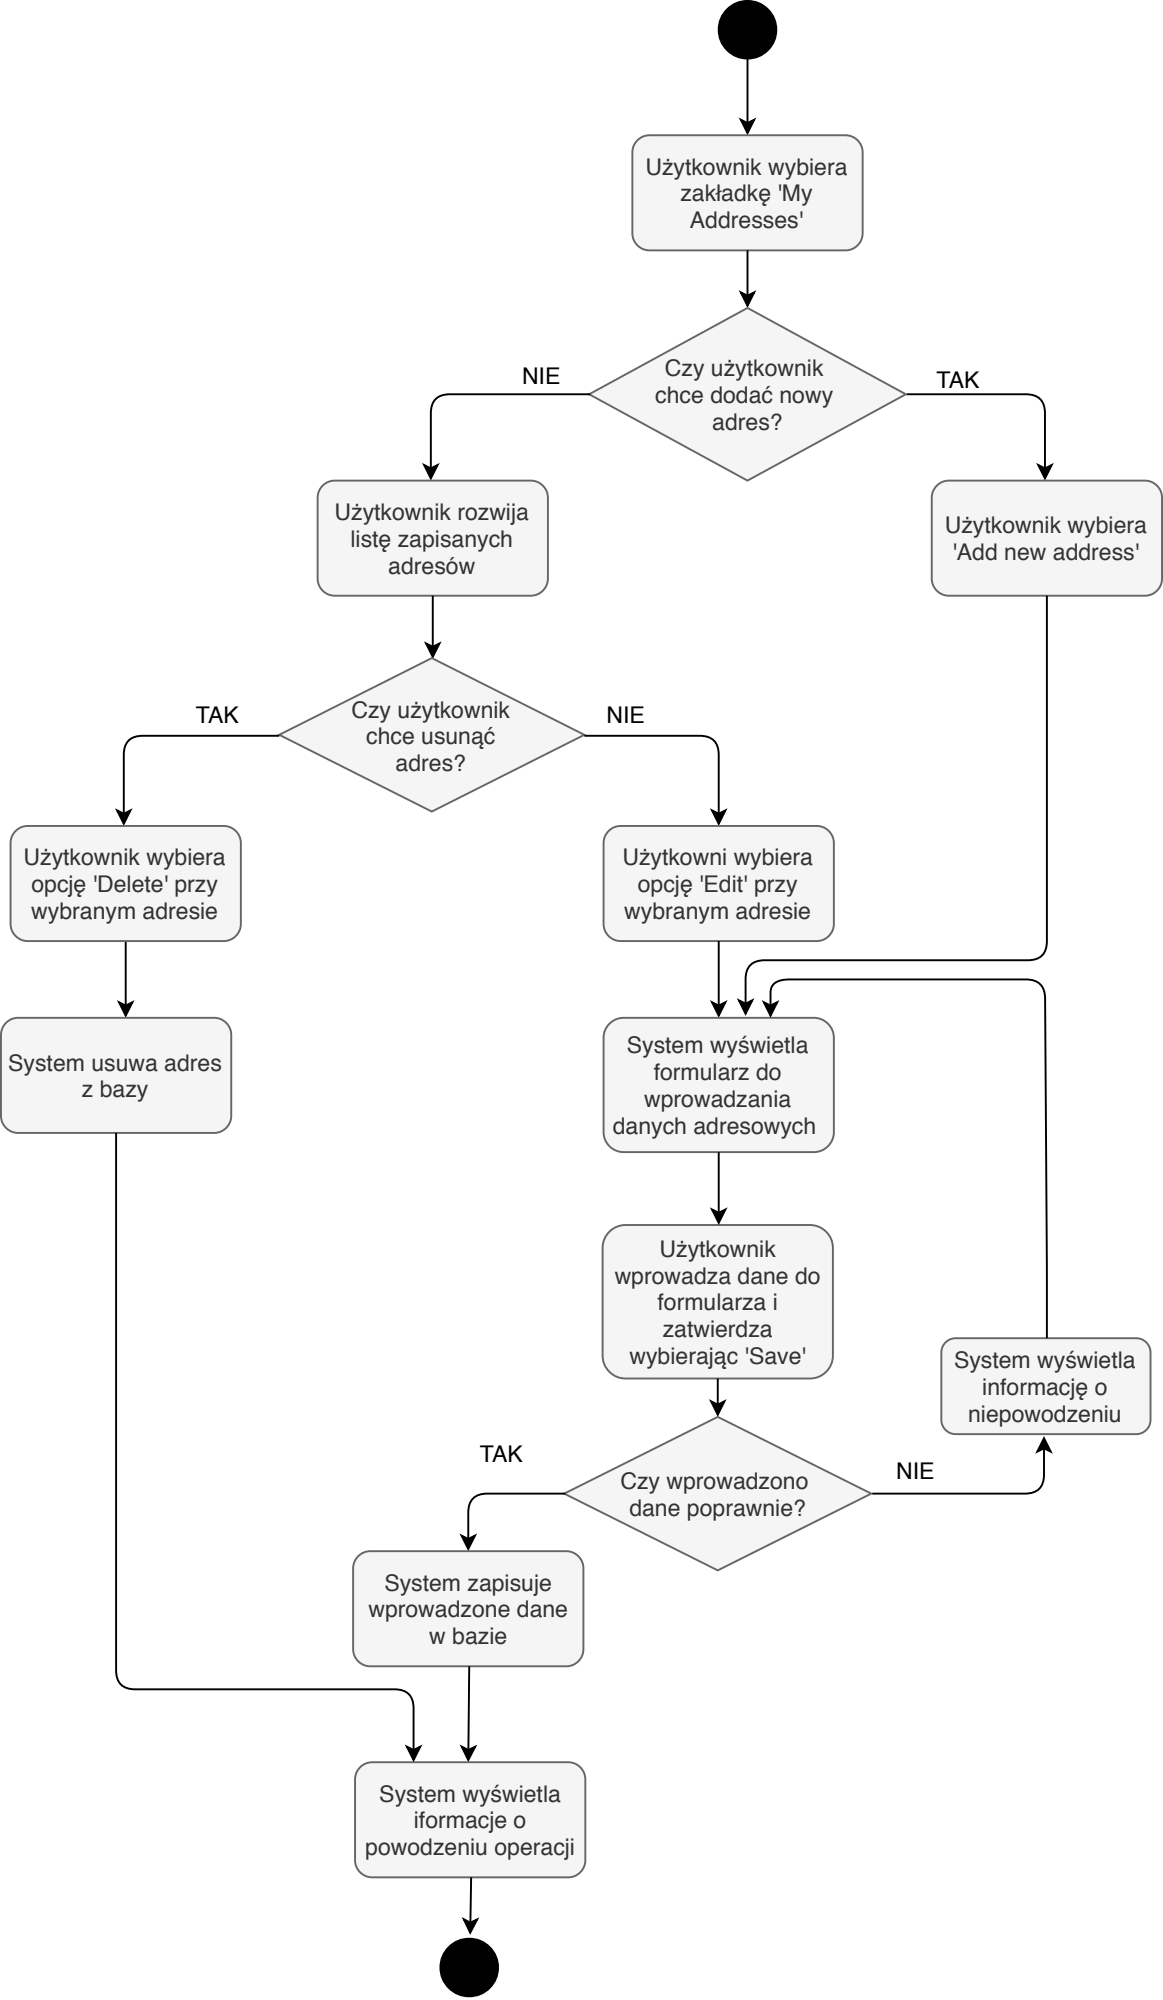 Użytkownik wybiera
zakładkę 'My
Addresses'
Czy użytkownik
chce dodać nowy
adres?
NIE
TAK
Użytkownik rozwija
listę zapisanych
adresów
Użytkownik wybiera
'Add new address'
Czy użytkownik
chce usunąć
adres?
TAK
NIE
Użytkownik wybiera
opcję 'Delete' przy
wybranym adresie
Użytkowni wybiera
opcję 'Edit' przy
wybranym adresie
System usuwa adres
z bazy
System wyświetla
formularz do
wprowadzania
danych adresowych
Użytkownik
wprowadza dane do
formularza i
zatwierdza
wybierając 'Save'
System wyświetla
informację o
niepowodzeniu
TAK
NIE
Czy wprowadzono
dane poprawnie?
System zapisuje
wprowadzone dane
w bazie
System wyświetla
iformacje o
powodzeniu operacji